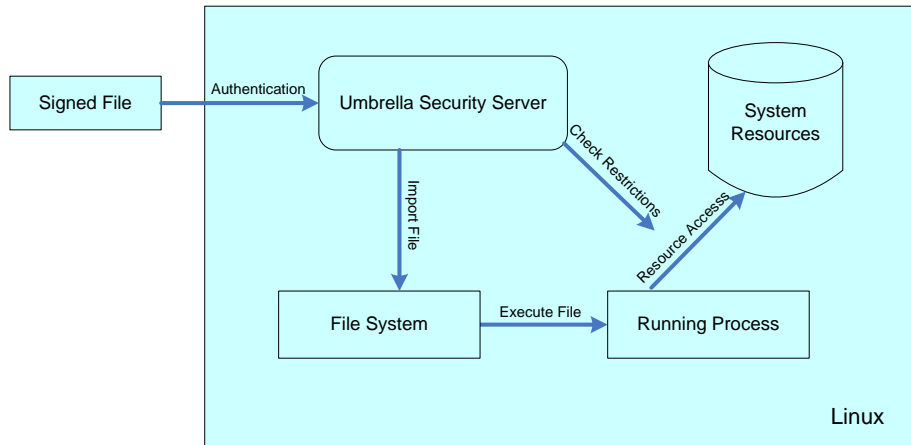 Signed File
Authentication
Umbrella Security Server
System
Resources
Check Restrictions
Import File
Resource Accesss
File System
Execute File
Running Process
Linux